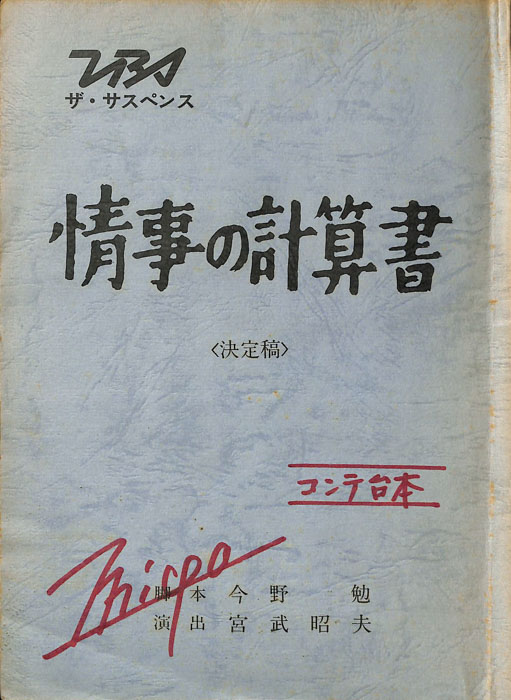 TBS
ザ・サスペンス
情事の計算書
〈決定稿〉
コンテ台本
脚本 今野 勉
演出 宮武昭夫